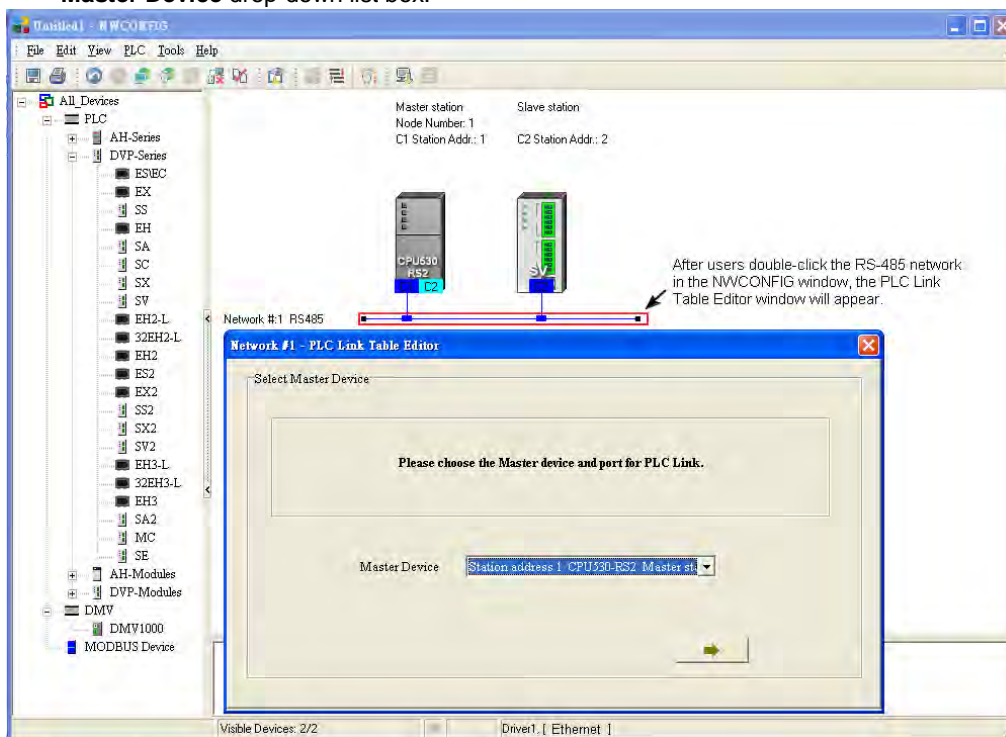 Master Device drop-down list box.
Untitled1 - NWCONFIG
File Edit View PLC Tools Help
All_Devices
PLC
AH-Series
DVP-Series
ES\EC
EX
SS
EH
SA
SC
SX
SV
EH2-L
32EH2-L
EH2
ES2
EX2
SS2
SX2
SV2
EH3-L
32EH3-L
EH3
SA2
MC
SE
AH-Modules
DVP-Modules
DMV
DMV1000
MODBUS Device
Master station
Node Number: 1
C1 Station Addr.: 1
Slave station
C2 Station Addr.: 2
CPU530
RS2
C1 C2
SV
C2
After users double-click the RS-485 network
in the NWCONFIG window, the PLC Link
Table Editor window will appear.
Network #:1 RS485
Network #1 - PLC Link Table Editor
Select Master Device
Please choose the Master device and port for PLC Link.
Master Device
Station address 1 CPU530-RS2 Master st
Visible Devices: 2/2
Driver1, [ Ethernet ]